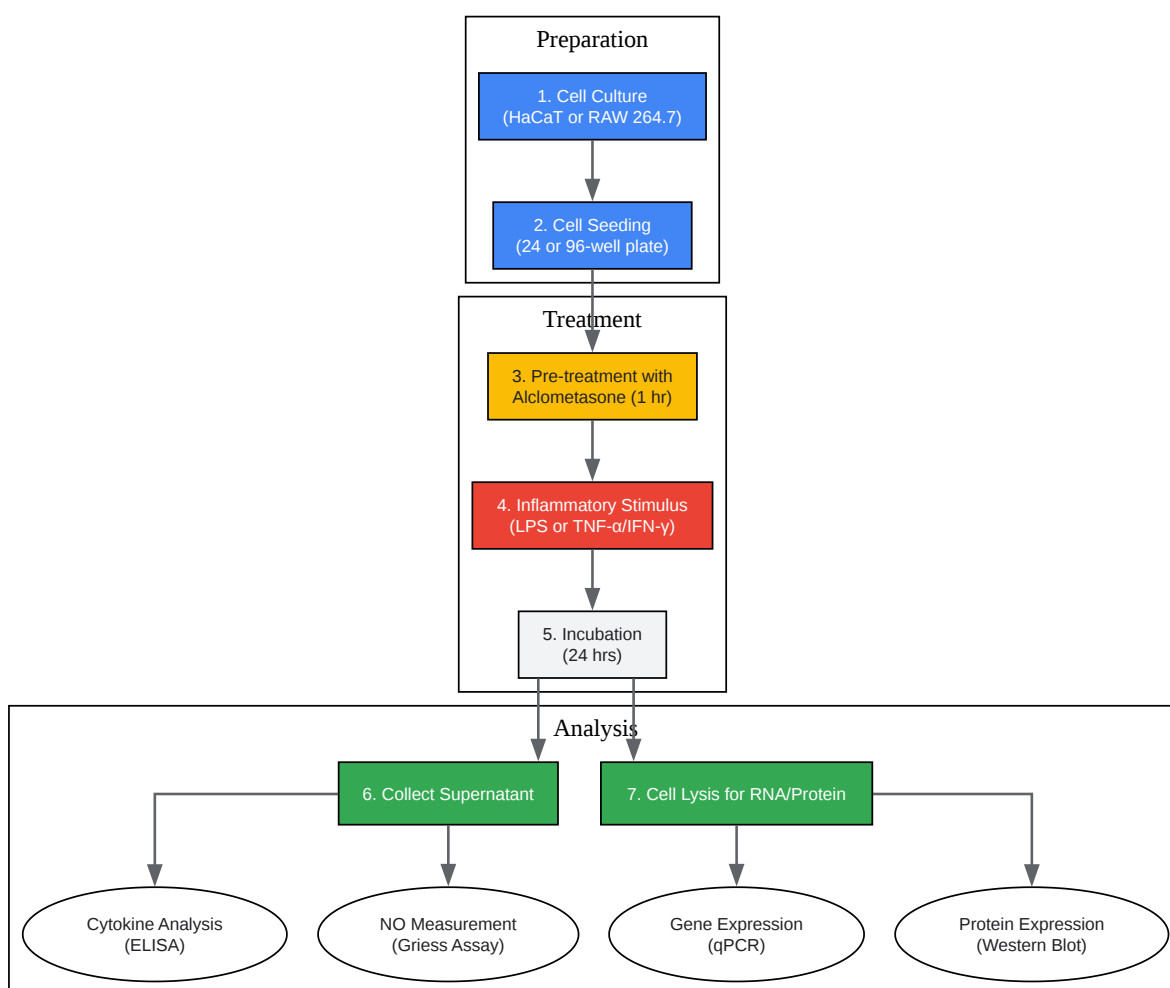 Preparation
1. Cell Culture
(HaCaT or RAW 264.7)
2. Cell Seeding
(24 or 96-well plate)
Treatment
3. Pre-treatment with
Alclometasone (1 hr)
4. Inflammatory Stimulus
(LPS or TNF-α/IFN-γ)
5. Incubation
(24 hrs)
Analysis
6. Collect Supernatant
7. Cell Lysis for RNA/Protein
Cytokine Analysis
(ELISA)
NO Measurement
(Griess Assay)
Gene Expression
(qPCR)
Protein Expression
(Western Blot)